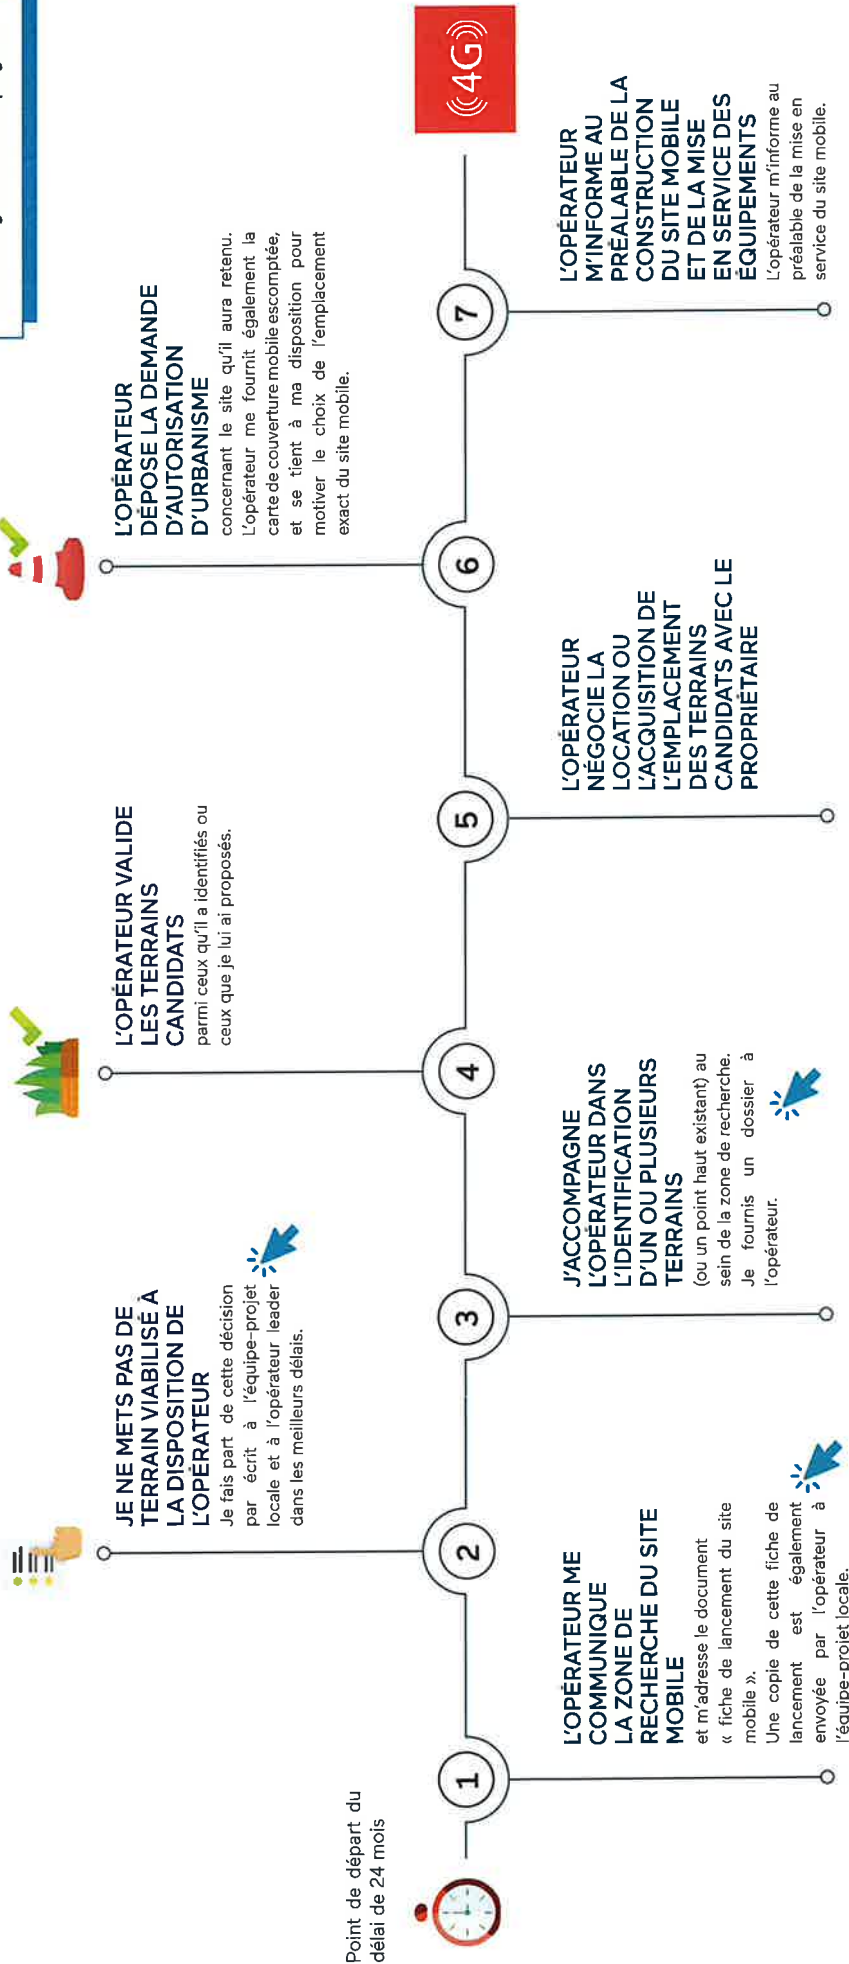 Point de départ du
délai de 24 mois
1
L'OPÉRATEUR ME
COMMUNIQUE
LA ZONE DE
RECHERCHE DU SITE
MOBILE
et m'adresse le document
« fiche de lancement du site
mobile ».
Une copie de cette fiche de
lancement est également
envoyée par l'opérateur à
l'équipe-projet locale.
2
JE NE METS PAS DE
TERRAIN VIABILISÉ À
LA DISPOSITION DE
L'OPÉRATEUR
Je fais part de cette décision
par écrit à l'équipe-projet
locale et à l'opérateur leader
dans les meilleurs délais.
3
J'ACCOMPAGNE
L'OPÉRATEUR DANS
L'IDENTIFICATION
D'UN OU PLUSIEURS
TERRAINS
(ou un point haut existant) au
sein de la zone de recherche.
Je fournis un dossier à
l'opérateur.
4
L'OPÉRATEUR VALIDE
LES TERRAINS
CANDIDATS
parmi ceux qu'il a identifiés ou
ceux que je lui ai proposés.
5
L'OPÉRATEUR
NÉGOCIE LA
LOCATION OU
L'ACQUISITION DE
L'EMPLACEMENT
DES TERRAINS
CANDIDATS AVEC LE
PROPRIÉTAIRE
6
L'OPÉRATEUR
DÉPOSE LA DEMANDE
D'AUTORISATION
D'URBANISME
concernant le site qu'il aura retenu.
L'opérateur me fournit également la
carte de couverture mobile escomptée,
et se tient à ma disposition pour
motiver le choix de l'emplacement
exact du site mobile.
7
L'OPÉRATEUR
M'INFORME AU
PRÉALABLE DE LA
CONSTRUCTION
DU SITE MOBILE
ET DE LA MISE
EN SERVICE DES
ÉQUIPEMENTS
L'opérateur m'informe au
préalable de la mise en
service du site mobile.
4G